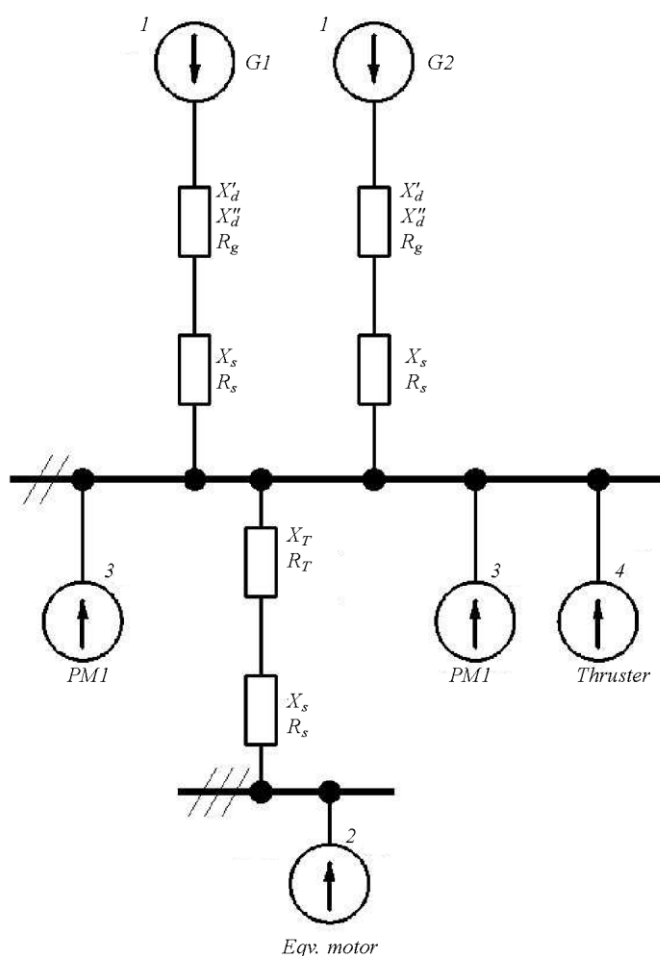 1
G1
1
G2
X'd
X''d
Rg
X'd
X''d
Rg
Xs
Rs
Xs
Rs
3
PM1
XT
RT
3
PM1
4
Thruster
Xs
Rs
2
Eqv. motor